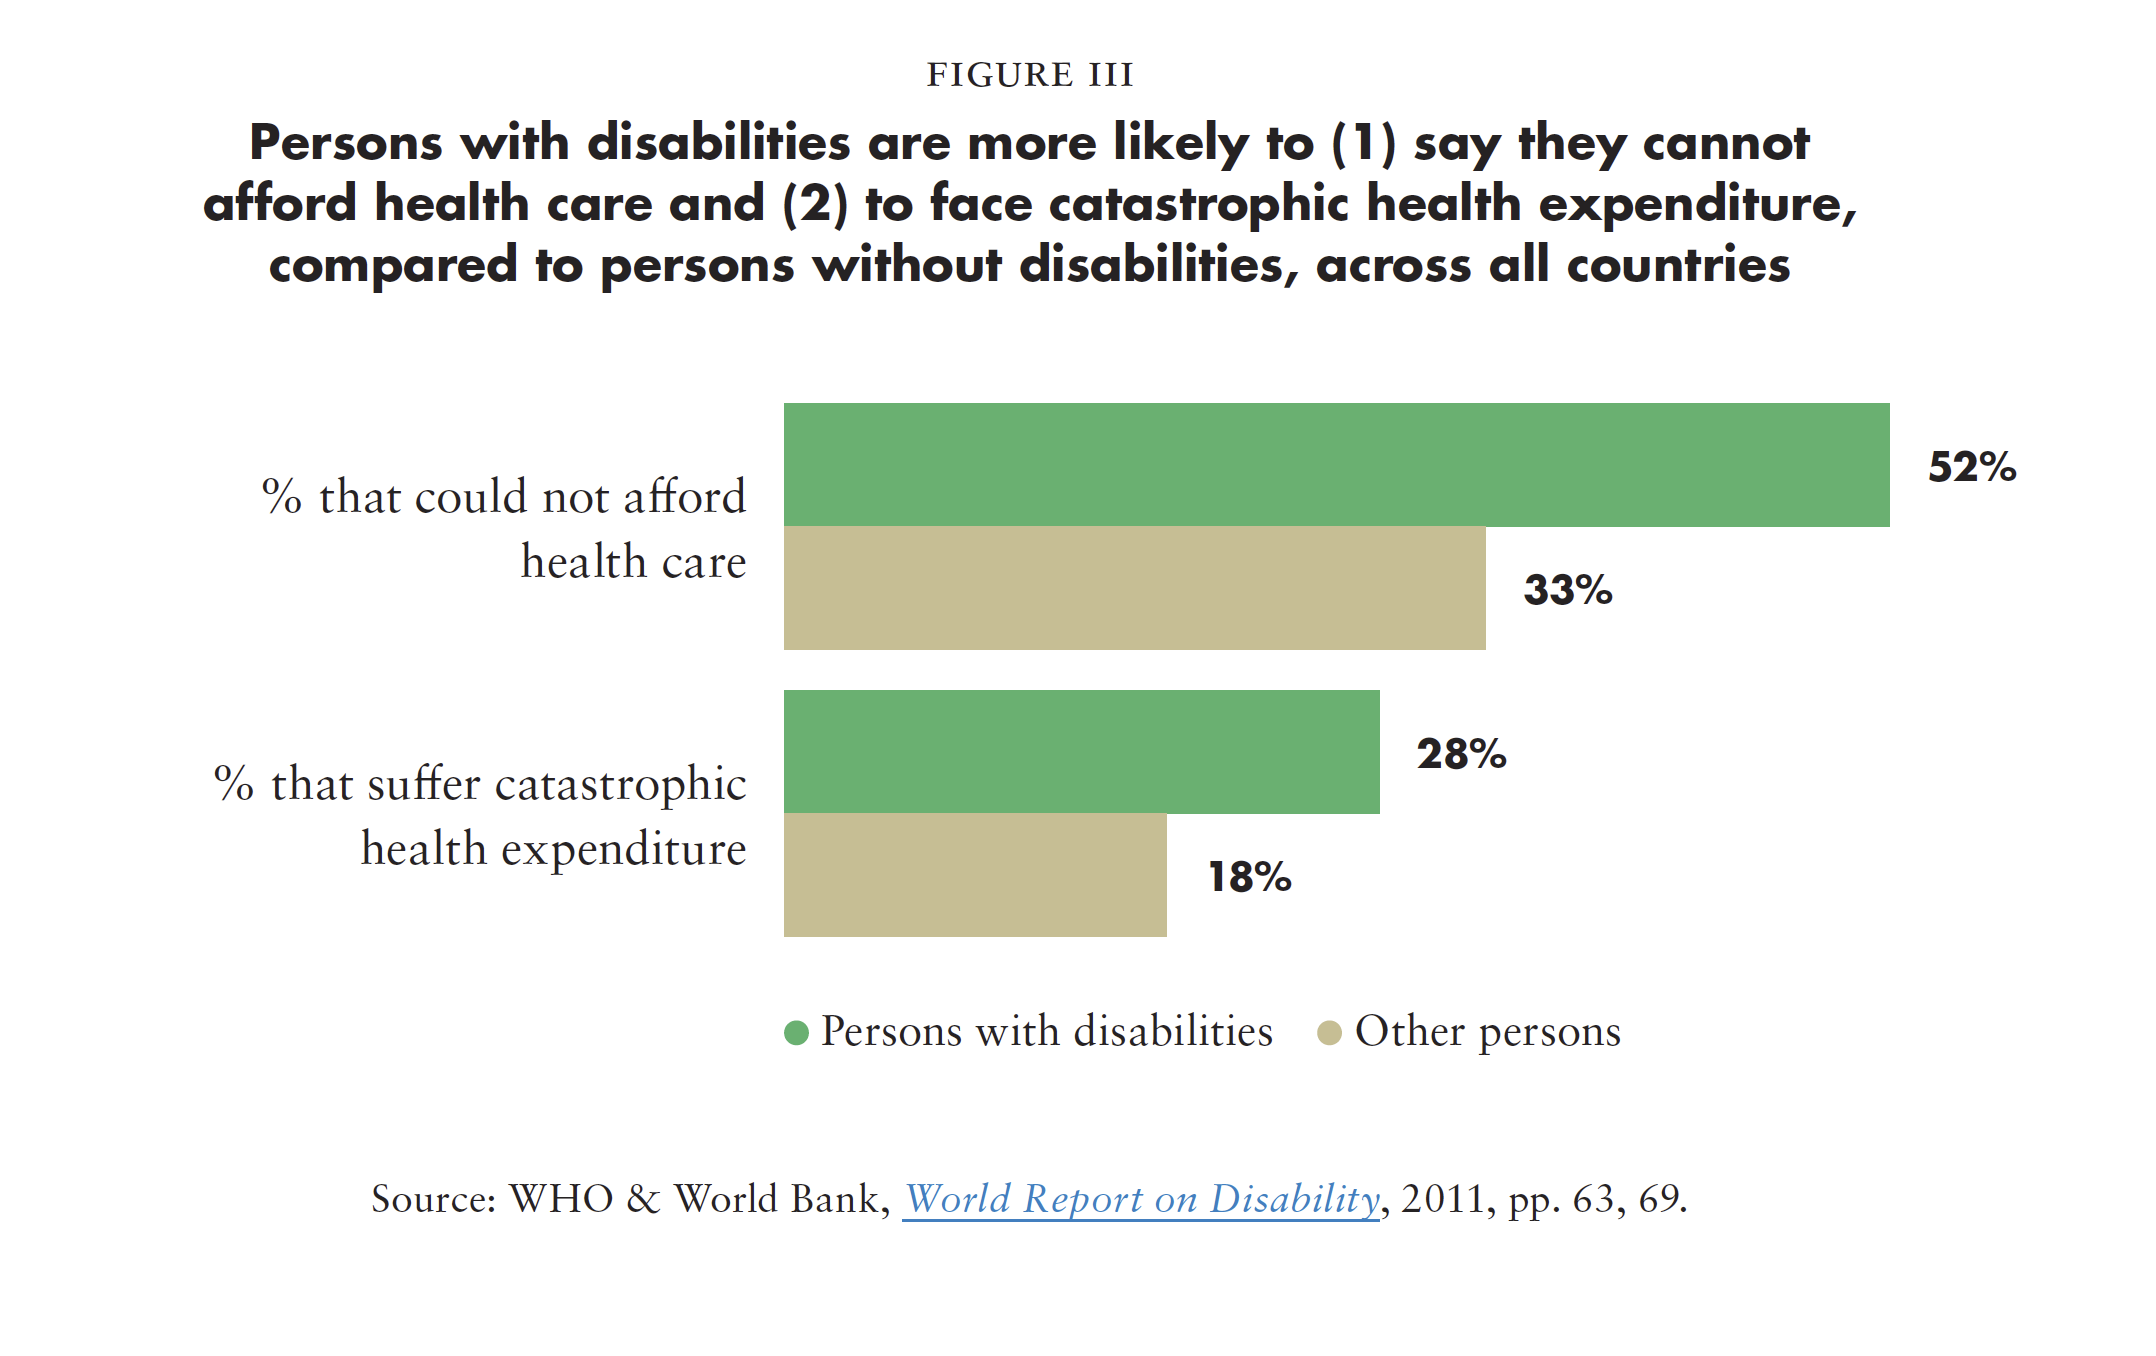 FIGURE III
Persons with disabilities are more likely to (1) say they cannot
afford health care and (2) to face catastrophic health expenditure,
compared to persons without disabilities, across all countries
52%
% that could not afford
health care
33%
28%
% that suffer catastrophic
health expenditure
18%
Persons with disabilities Other persons
Source: WHO & World Bank, World Report on Disability, 2011, pp. 63, 69.